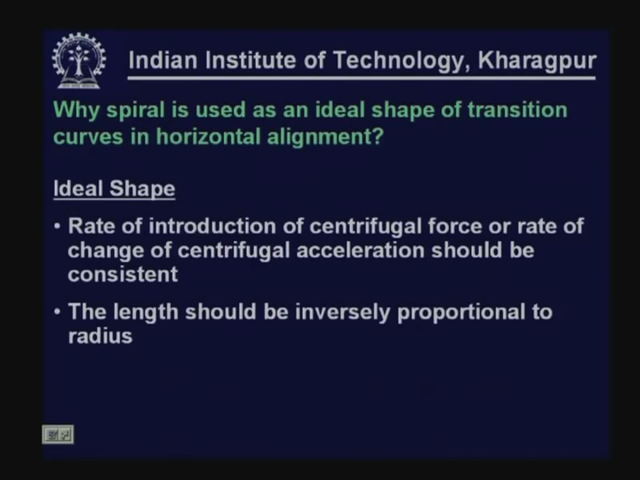 Indian Institute of Technology, Kharagpur
Why spiral is used as an ideal shape of transition
curves in horizontal alignment?
Ideal Shape
• Rate of introduction of centrifugal force or rate of
change of centrifugal acceleration should be
consistent
• The length should be inversely proportional to
radius